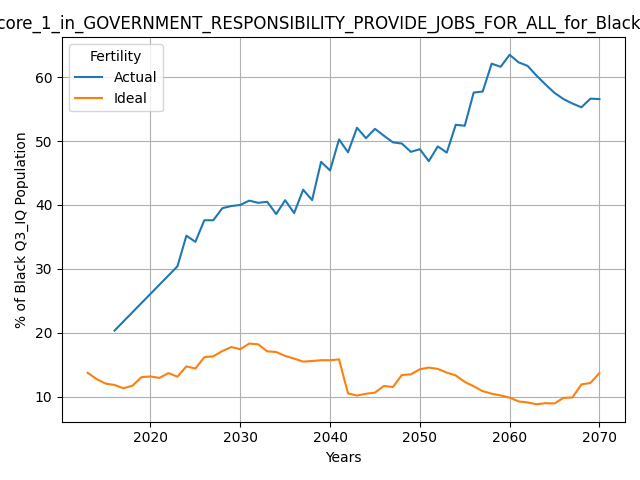 core_1_in_GOVERNMENT_RESPONSIBILITY_PROVIDE_JOBS_FOR_ALL_for_Black
Fertility
Actual
Ideal
% of Black Q3_IQ Population
60
50
40
30
20
10
2020 2030 2040 2050 2060 2070
Years